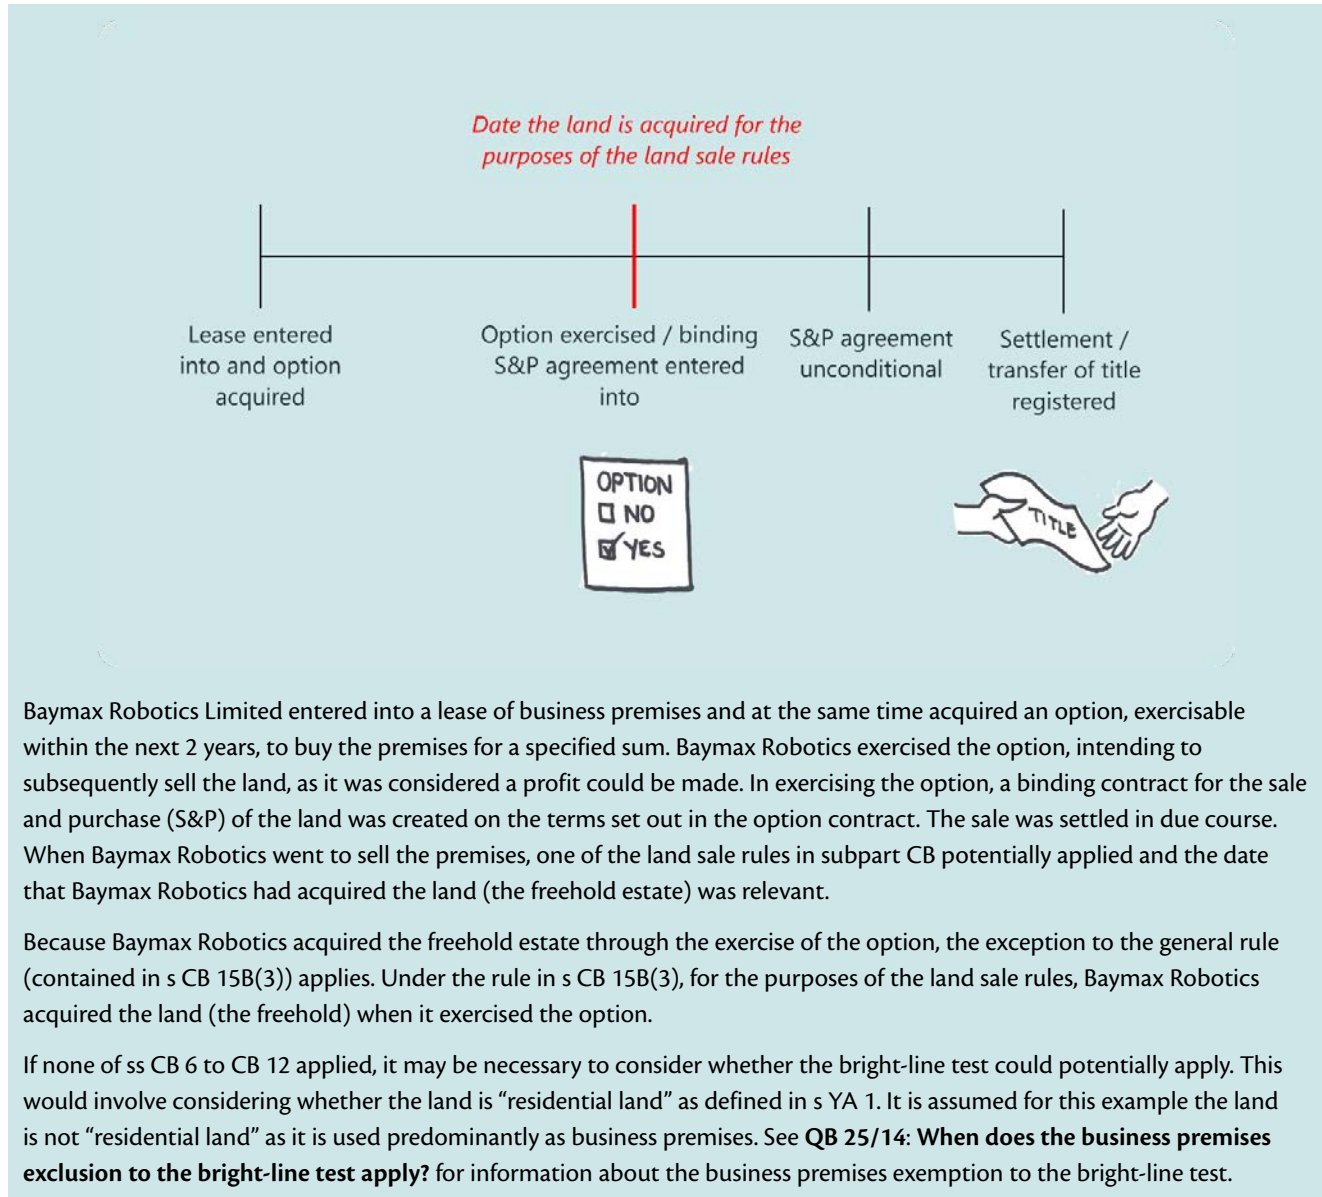 Date the land is acquired for the
purposes of the land sale rules
Lease entered
into and option
acquired
Option exercised / binding
S&P agreement entered
into
S&P agreement
unconditional
Settlement /
transfer of title
registered
OPTION
NO
YES
TITLE
Baymax Robotics Limited entered into a lease of business premises and at the same time acquired an option, exercisable
within the next 2 years, to buy the premises for a specified sum. Baymax Robotics exercised the option, intending to
subsequently sell the land, as it was considered a profit could be made. In exercising the option, a binding contract for the sale
and purchase (S&P) of the land was created on the terms set out in the option contract. The sale was settled in due course.
When Baymax Robotics went to sell the premises, one of the land sale rules in subpart CB potentially applied and the date
that Baymax Robotics had acquired the land (the freehold estate) was relevant.
Because Baymax Robotics acquired the freehold estate through the exercise of the option, the exception to the general rule
(contained in s CB 15B(3)) applies. Under the rule in s CB 15B(3), for the purposes of the land sale rules, Baymax Robotics
acquired the land (the freehold) when it exercised the option.
If none of ss CB 6 to CB 12 applied, it may be necessary to consider whether the bright-line test could potentially apply. This
would involve considering whether the land is “residential land” as defined in s YA 1. It is assumed for this example the land
is not “residential land” as it is used predominantly as business premises. See QB 25/14: When does the business premises
exclusion to the bright-line test apply? for information about the business premises exemption to the bright-line test.